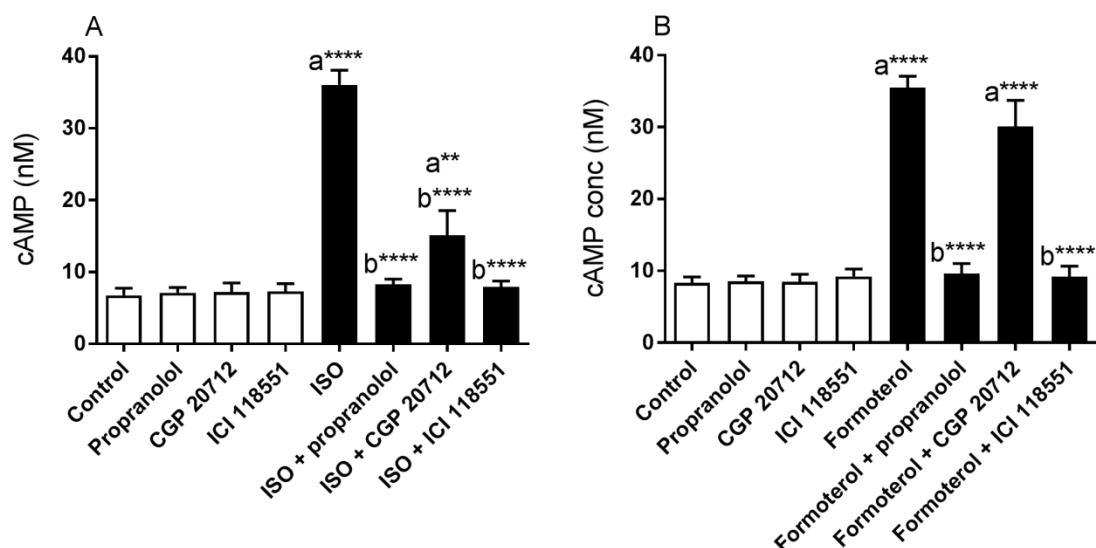 A
cAMP (nM)
40
30
20
10
0
a****
b****
a**
b****
b****
Control
Propranolol
CGP 20712
ICI 118551
ISO
ISO + propranolol
ISO + CGP 20712
ISO + ICI 118551
B
cAMP conc (nM)
40
30
20
10
0
a****
b****
a****
b****
Control
Propranolol
CGP 20712
ICI 118551
Formoterol
Formoterol + propranolol
Formoterol + CGP 20712
Formoterol + ICI 118551